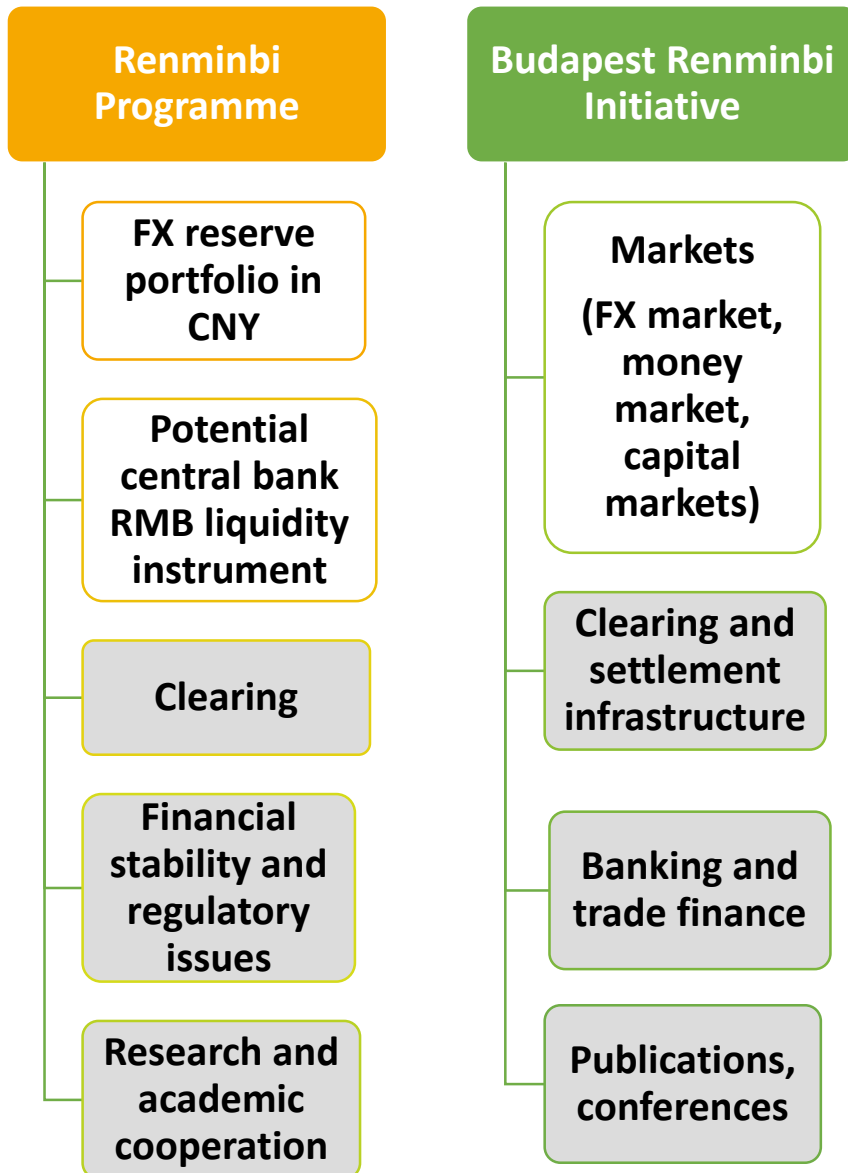 Renminbi
Programme
FX reserve
portfolio in
CNY
Potential
central bank
RMB liquidity
instrument
Clearing
Financial
stability and
regulatory
issues
Research and
academic
cooperation
Budapest Renminbi
Initiative
Markets
(FX market,
money
market,
capital
markets)
Clearing and
settlement
infrastructure
Banking and
trade finance
Publications,
conferences